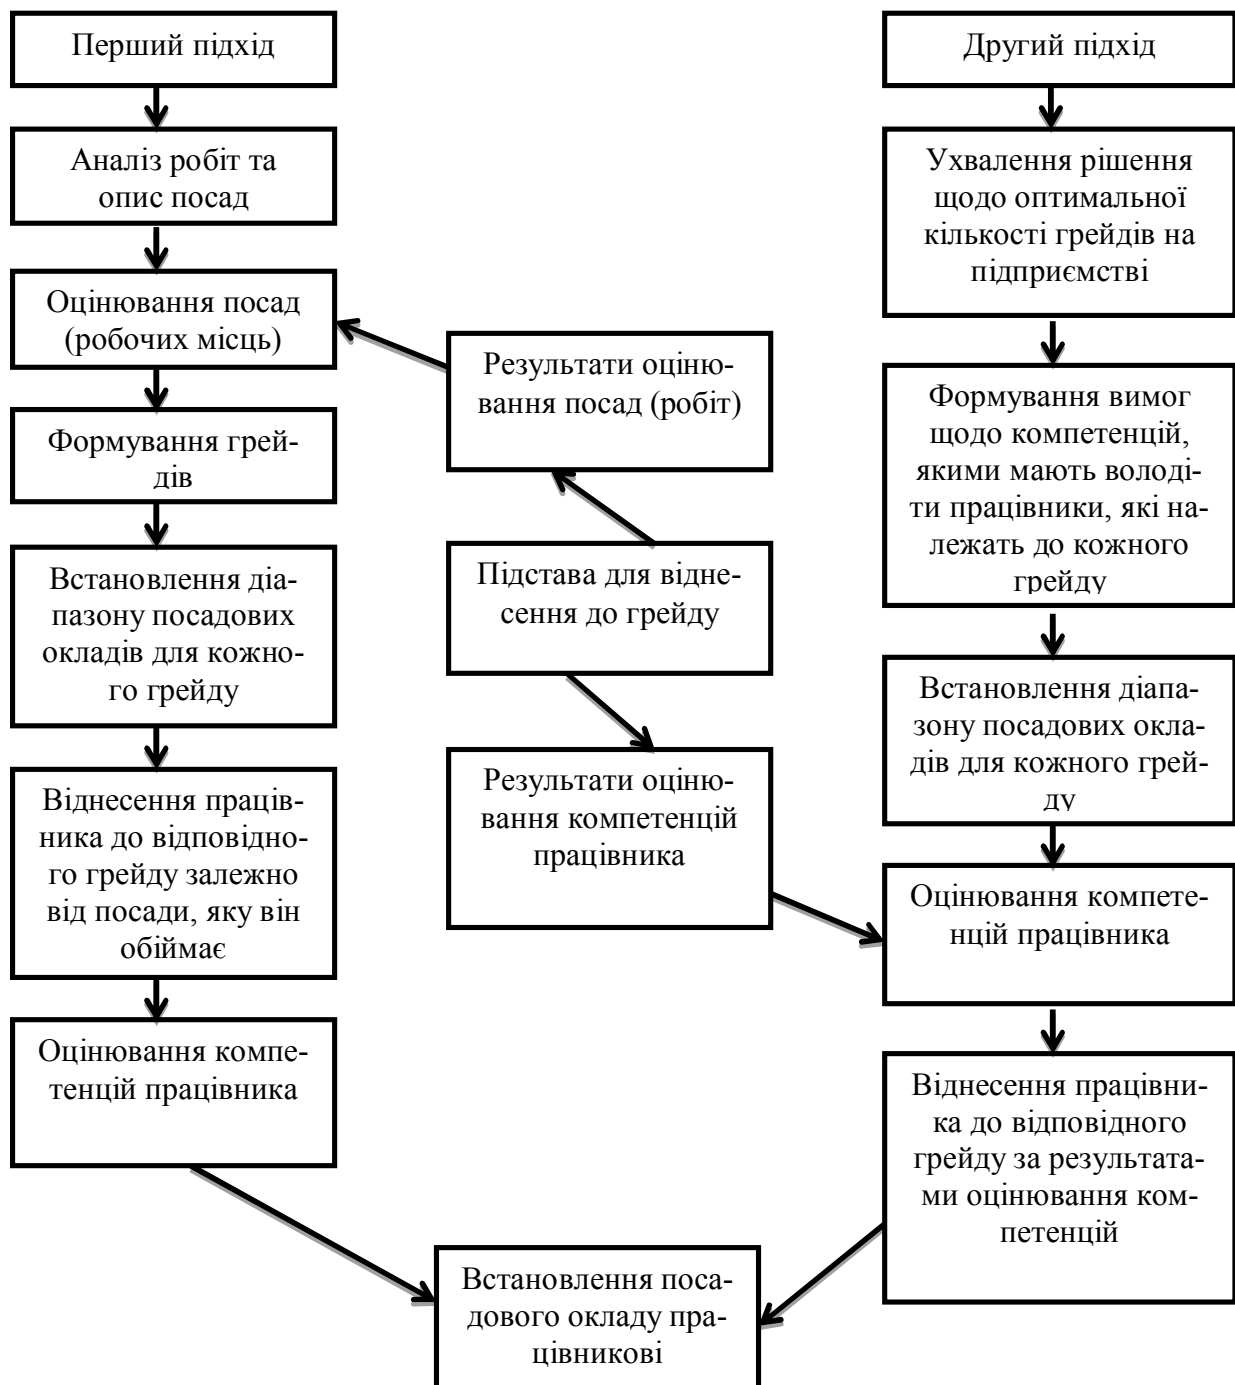 Перший підхід
Аналіз робіт та
опис посад
Оцінювання посад
(робочих місць)
Формування грей-
дів
Встановлення діа-
пазону посадових
окладів для кожно-
го грейду
Віднесення праців-
ника до відповідно-
го грейду залежно
від посади, яку він
обіймає
Оцінювання компе-
тенцій працівника
Результати оціню-
вання посад (робіт)
Підстава для відне-
сення до грейду
Результати оціню-
вання компетенцій
працівника
Другий підхід
Ухвалення рішення
щодо оптимальної
кількості грейдів на
підприємстві
Формування вимог
щодо компетенцій,
якими мають володі-
ти працівники, які на-
лежать до кожного
грейду
Встановлення діапа-
зону посадових окла-
дів для кожного грей-
ду
Оцінювання компете-
нцій працівника
Віднесення працівни-
ка до відповідного
грейду за результата-
ми оцінювання ком-
петенцій
Встановлення поса-
дового окладу пра-
цівникові